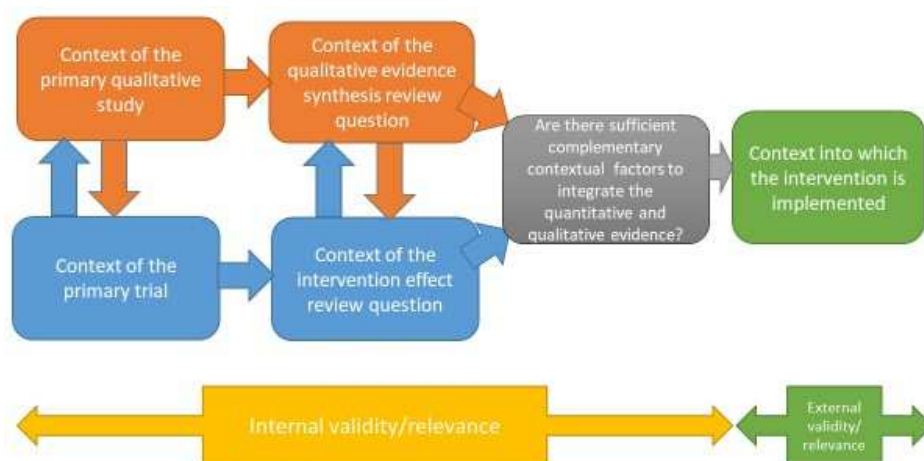 Context of the
primary qualitative
study
Context of the
qualitative evidence
synthesis review
question
Are there sufficient
complementary
contextual factors to
integrate the
quantitative and
qualitative evidence?
Context into which
the intervention is
implemented
Context of the
primary trial
Context of the
intervention effect
review question
Internal validity/relevance
External
validity/
relevance